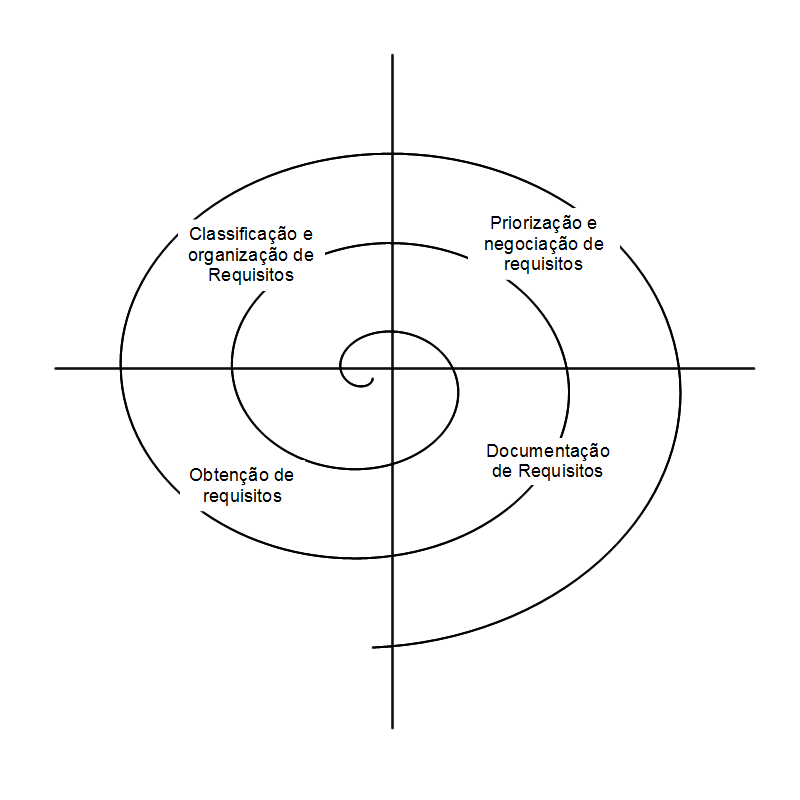 Classificação e
organização de
Requisitos
Priorização e
negociação de
requisitos
Obtenção de
requisitos
Documentação
de Requisitos